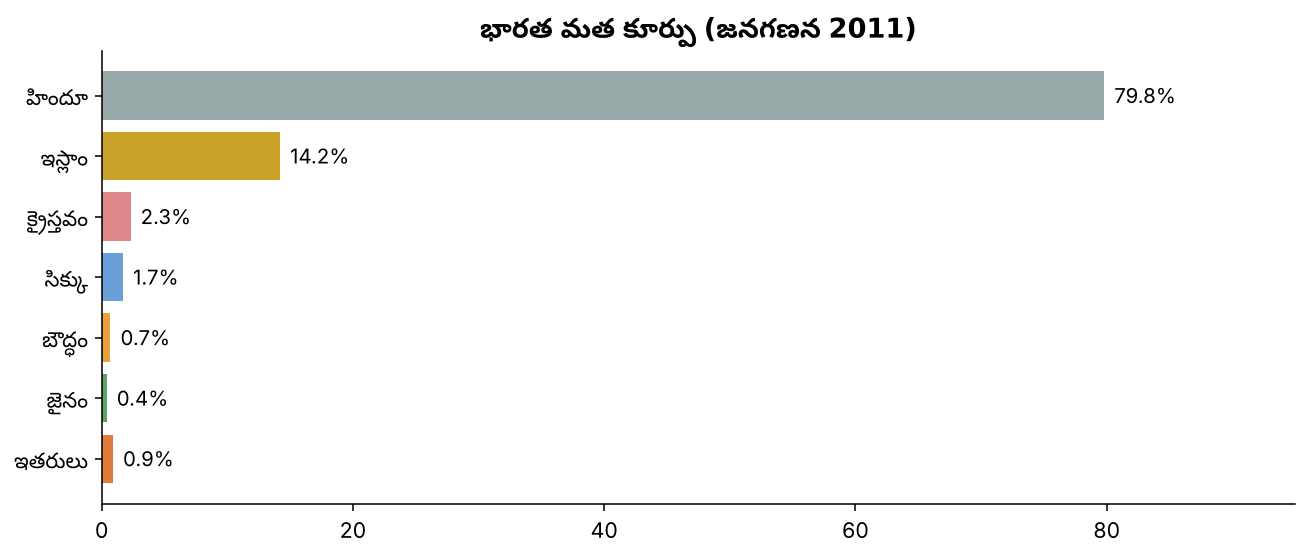 భారత మత కూర్పు (జనగణన 2011)
హిందూ 79.8%
ఇస్లాం 14.2%
క్రైస్తవం 2.3%
సిక్కు 1.7%
బౌద్ధం 0.7%
జైనం 0.4%
ఇతరులు 0.9%
0 20 40 60 80